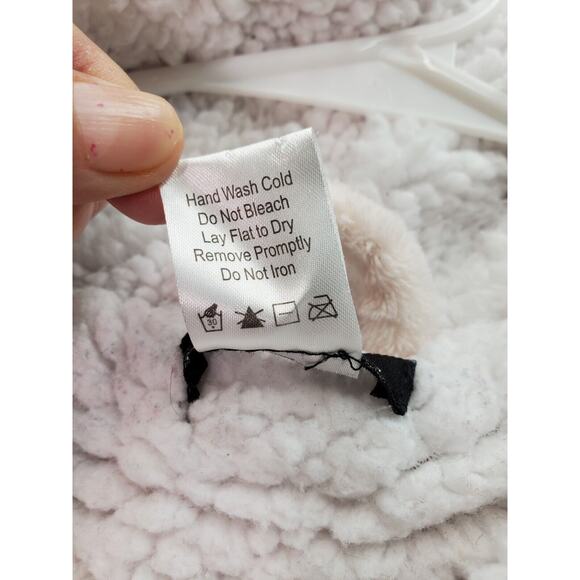 Hand Wash Cold
Do Not Bleach
Lay Flat to Dry
Remove Promptly
Do Not Iron
30